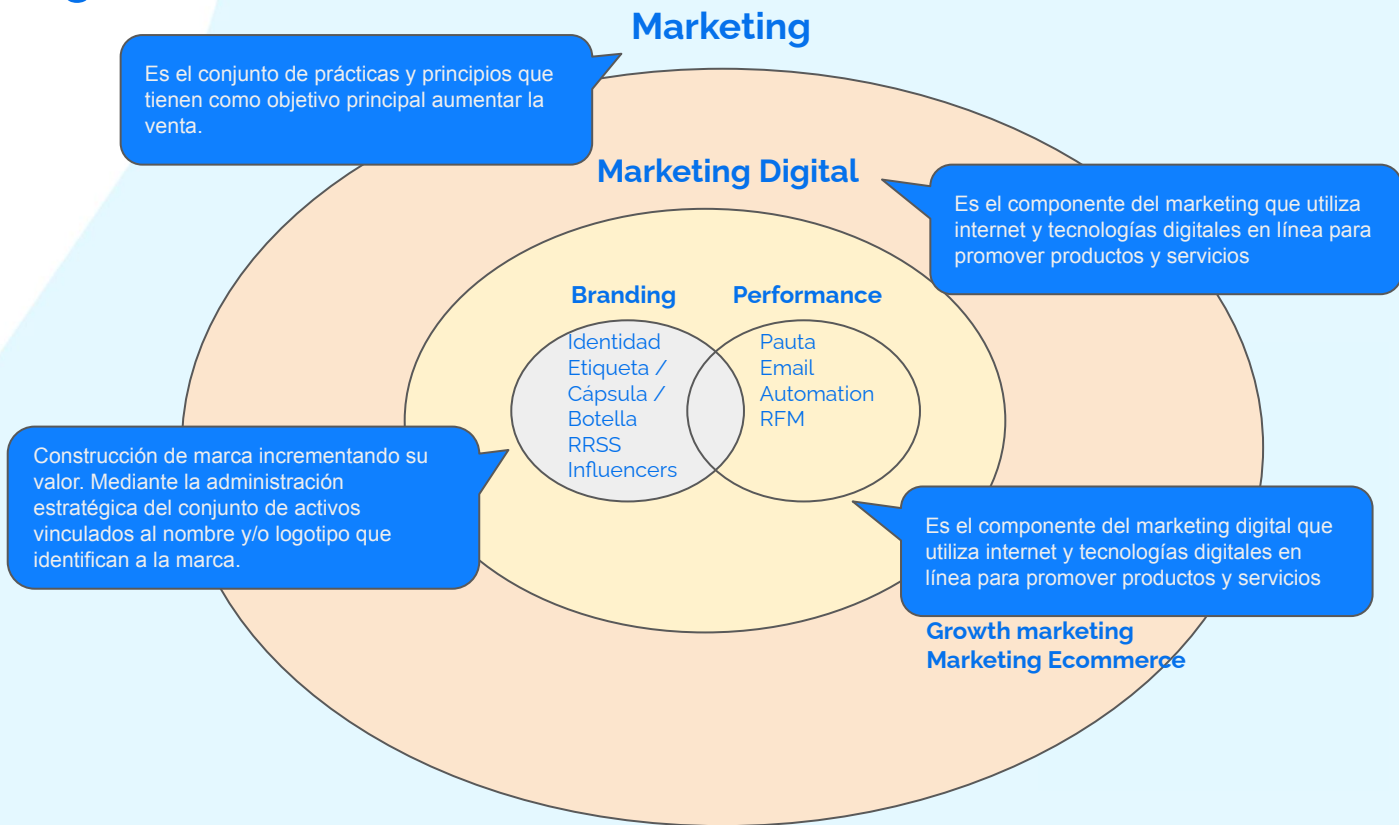 Marketing
Es el conjunto de prácticas y principios que
tienen como objetivo principal aumentar la
venta.
Marketing Digital
Es el componente del marketing que utiliza
internet y tecnologías digitales en línea para
promover productos y servicios
Branding
Performance
Identidad
Etiqueta /
Cápsula /
Botella
RRSS
Influencers
Pauta
Email
Automation
RFM
Construcción de marca incrementando su
valor. Mediante la administración
estratégica del conjunto de activos
vinculados al nombre y/o logotipo que
identifican a la marca.
Es el componente del marketing digital que
utiliza internet y tecnologías digitales en
línea para promover productos y servicios
Growth marketing
Marketing Ecommerce